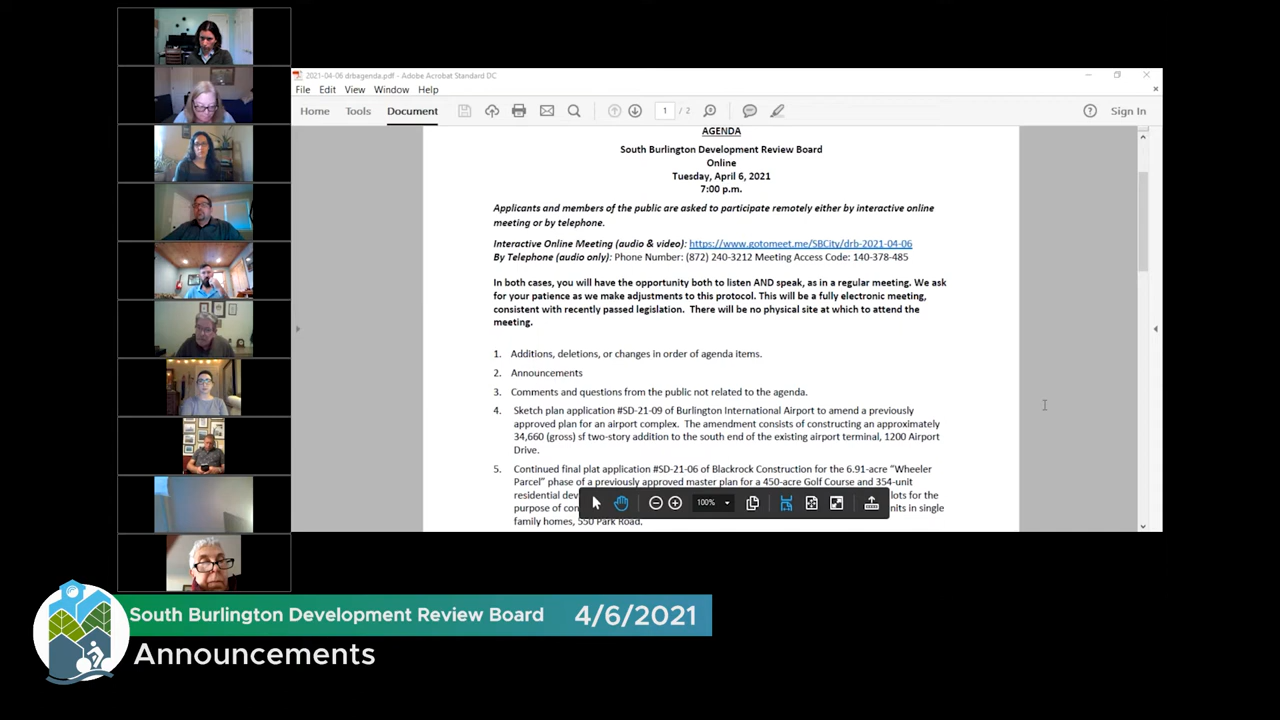 2021-04-06 drbagenda.pdf - Adobe Acrobat Standard DC
File Edit View Window Help
Home Tools Document 1 / 2 Sign In
AGENDA
South Burlington Development Review Board
Online
Tuesday, April 6, 2021
7:00 p.m.
Applicants and members of the public are asked to participate remotely either by interactive online
meeting or by telephone.
Interactive Online Meeting (audio & video): https://www.gotomeet.me/SBCity/drb-2021-04-06
By Telephone (audio only): Phone Number: (872) 240-3212 Meeting Access Code: 140-378-485
In both cases, you will have the opportunity both to listen AND speak, as in a regular meeting. We ask
for your patience as we make adjustments to this protocol. This will be a fully electronic meeting,
consistent with recently passed legislation. There will be no physical site at which to attend the
meeting.
1. Additions, deletions, or changes in order of agenda items.
2. Announcements
3. Comments and questions from the public not related to the agenda.
4. Sketch plan application #SD-21-09 of Burlington International Airport to amend a previously
approved plan for an airport complex. The amendment consists of constructing an approximately
34,660 (gross) sf two-story addition to the south end of the existing airport terminal, 1200 Airport
Drive.
5. Continued final plat application #SD-21-06 of Blackrock Construction for the 6.91-acre “Wheeler
Parcel” phase of a previously approved master plan for a 450-acre Golf Course and 354-unit
residential lots for the
purpose of units in single
family homes, 550 Park Road.
100%
South Burlington Development Review Board 4/6/2021
Announcements